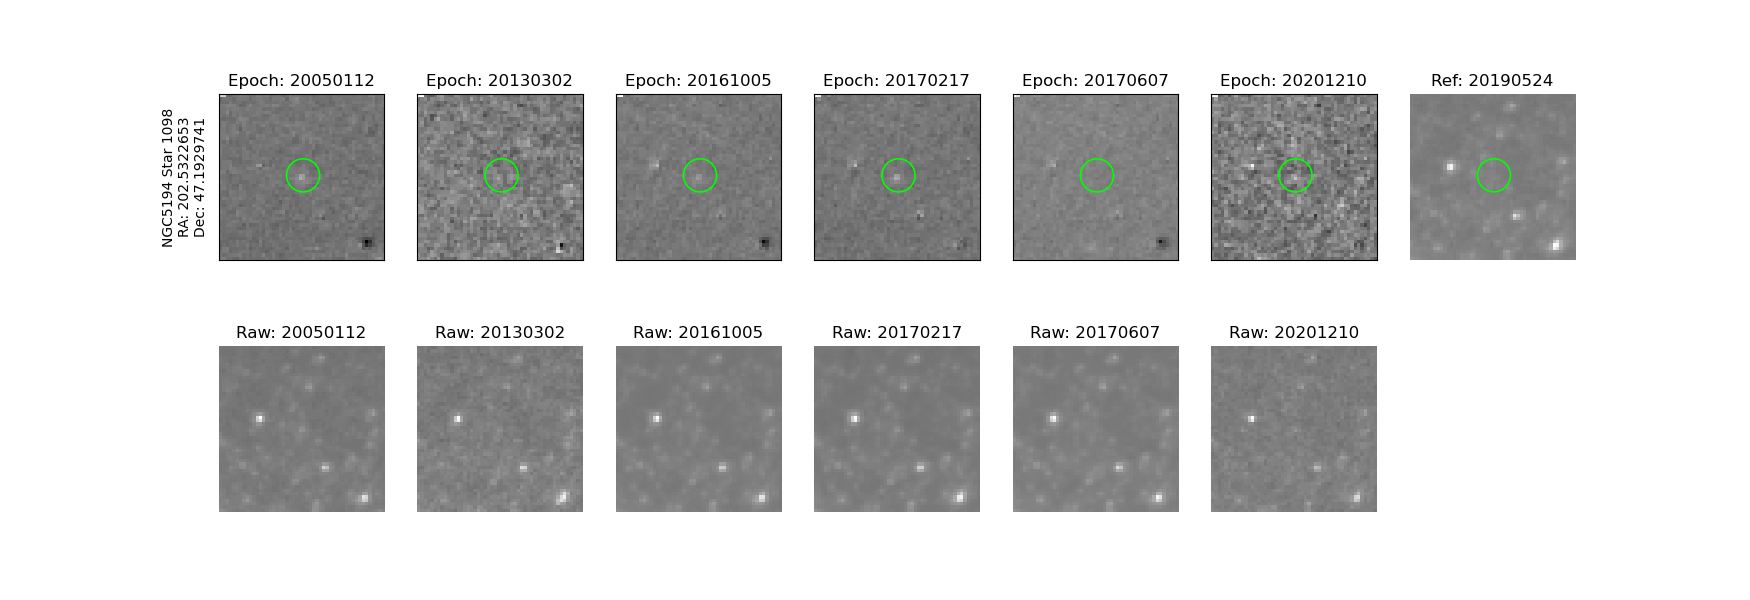 Epoch: 20050112
Epoch: 20130302
Epoch: 20161005
Epoch: 20170217
Epoch: 20170607
Epoch: 20201210
Ref: 20190524
NGC5194 Star 1098
RA: 202.5322653
Dec: 47.1929741
Raw: 20050112
Raw: 20130302
Raw: 20161005
Raw: 20170217
Raw: 20170607
Raw: 20201210